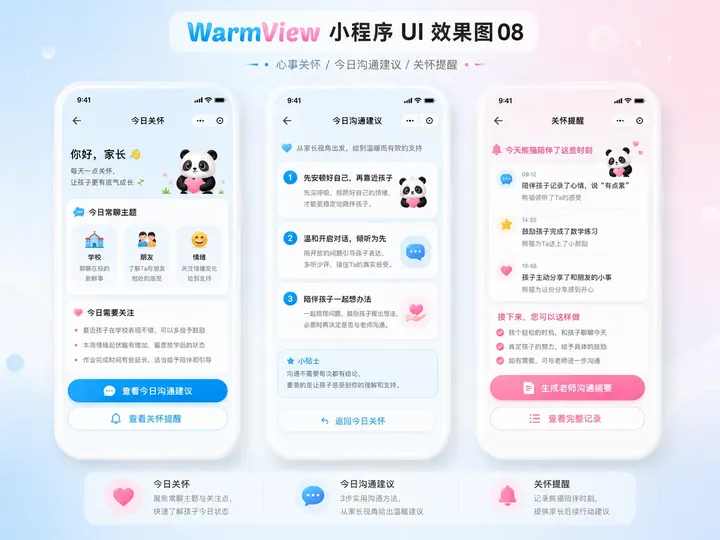 WarmView 小程序 UI 效果图 08
心事关怀 / 今日沟通建议 / 关怀提醒
9:41
今日关怀
你好，家长
每天一点关怀，
让孩子更有底气成长
今日常聊主题
学校
聊聊在校的
新鲜事
朋友
了解Ta与朋友
相处的感受
情绪
关注情绪变化
给到支持
今日需要关注
最近孩子在学校表现不错，可以多给予鼓励
本周情绪起伏略有增加，留意放学后的状态
作业完成时间有些延长，适当给予陪伴和引导
查看今日沟通建议
查看关怀提醒
9:41
今日沟通建议
从家长视角出发，给到温暖而有效的支持
1
先安顿好自己，再靠近孩子
先深呼吸，照顾好自己的情绪，
才能更稳定地陪伴孩子。
2
温和开启对话，倾听为先
用开放的问题引导孩子表达，
多听少评，接住Ta的真实感受。
3
陪伴孩子一起想办法
一起梳理问题，鼓励孩子提出想法，
必要时再决定是否与老师沟通。
小贴士
沟通不需要每次都有结论，
重要的是让孩子感受到你的理解和支持。
返回今日关怀
9:41
关怀提醒
今天熊猫陪伴了这些时刻
09:12
陪伴孩子记录了心情，说“有点累”
熊猫倾听了Ta的感受
14:25
鼓励孩子完成了数学练习
熊猫为Ta送上了小鼓励
19:48
孩子主动分享了和朋友的小事
熊猫为这份分享感到开心
接下来，您可以这样做
找个轻松的时机，和孩子聊聊今天
肯定孩子的努力，给予具体的鼓励
如有需要，可与老师进一步沟通
生成老师沟通摘要
查看完整记录
今日关怀
聚焦常聊主题与关注点，
快速了解孩子今日状态
今日沟通建议
3步实用沟通方法，
从家长视角给出温暖建议
关怀提醒
记录熊猫陪伴时刻，
提供家长后续行动建议